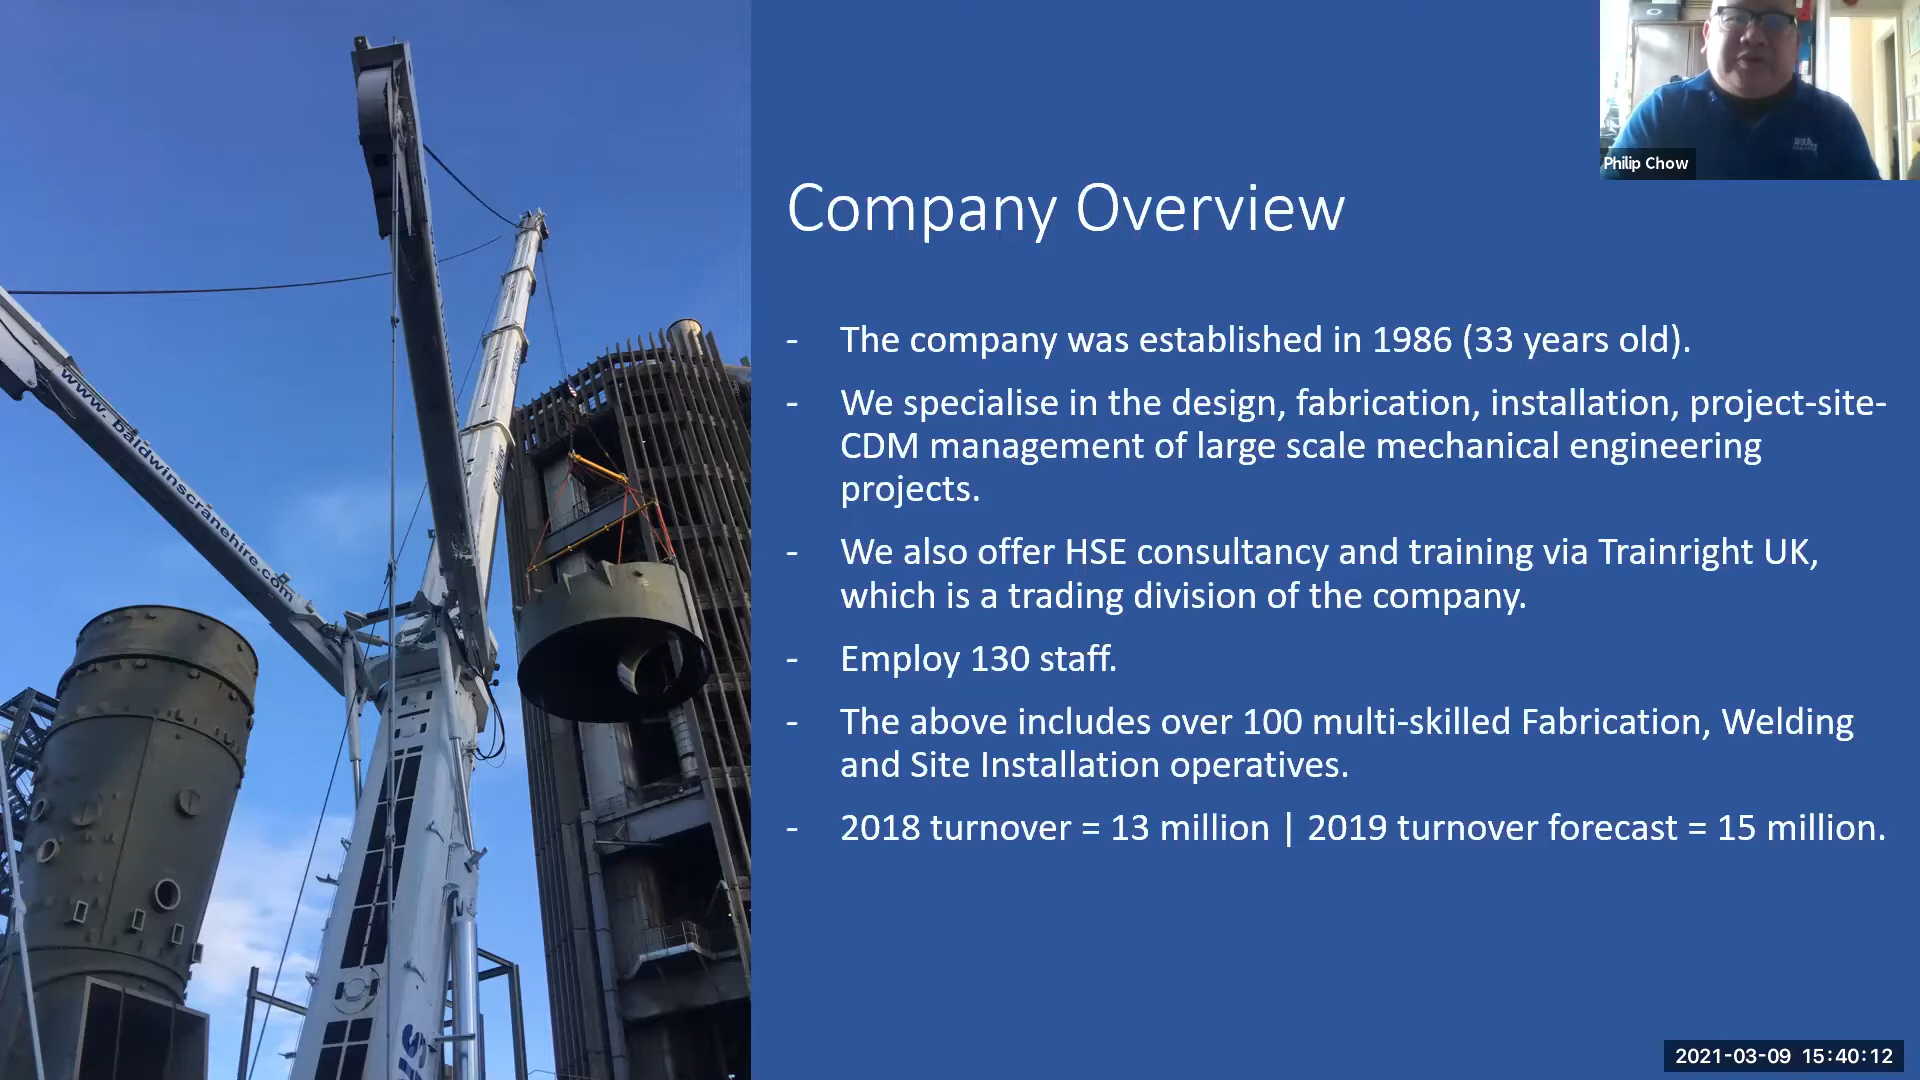 Philip Chow
Company Overview
- The company was established in 1986 (33 years old).
- We specialise in the design, fabrication, installation, project-site-
CDM management of large scale mechanical engineering
projects.
- We also offer HSE consultancy and training via Trainright UK,
which is a trading division of the company.
- Employ 130 staff.
- The above includes over 100 multi-skilled Fabrication, Welding
and Site Installation operatives.
- 2018 turnover = 13 million | 2019 turnover forecast = 15 million.
www.baldwinscranehire.com
2021-03-09 15:40:12